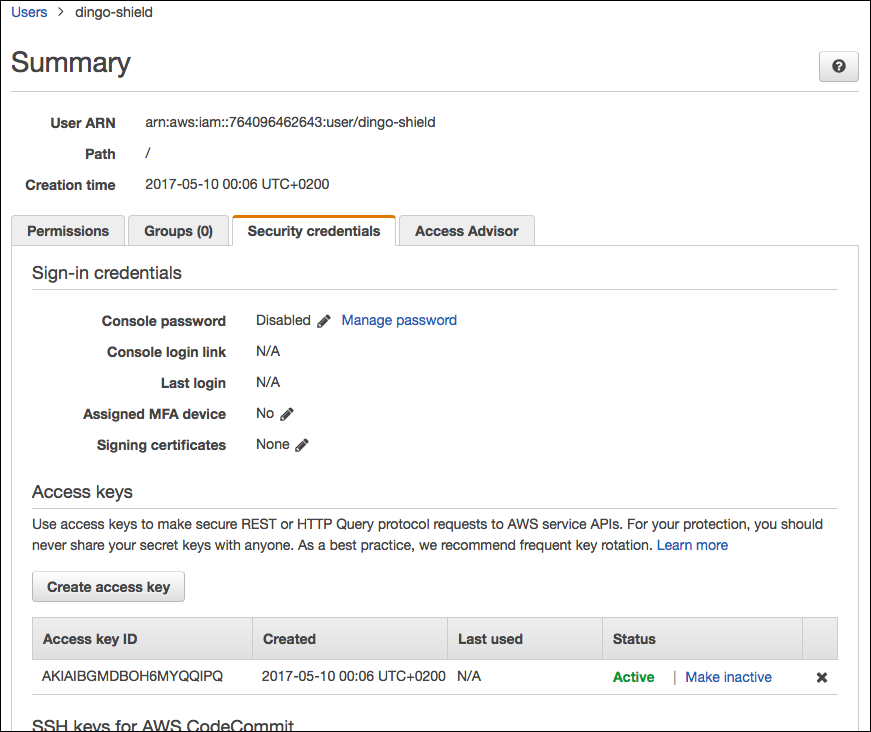 Users > dingo-shield
Summary
User ARN arn:aws:iam::764096462643:user/dingo-shield
Path /
Creation time 2017-05-10 00:06 UTC+0200
Permissions Groups (0) Security credentials Access Advisor
Sign-in credentials
Console password Disabled Manage password
Console login link N/A
Last login N/A
Assigned MFA device No
Signing certificates None
Access keys
Use access keys to make secure REST or HTTP Query protocol requests to AWS service APIs. For your protection, you should
never share your secret keys with anyone. As a best practice, we recommend frequent key rotation. Learn more
Create access key
Access key ID Created Last used Status
AKIAIBGMDBOH6MYQQIPQ 2017-05-10 00:06 UTC+0200 N/A Active | Make inactive
SSH keys for AWS CodeCommit